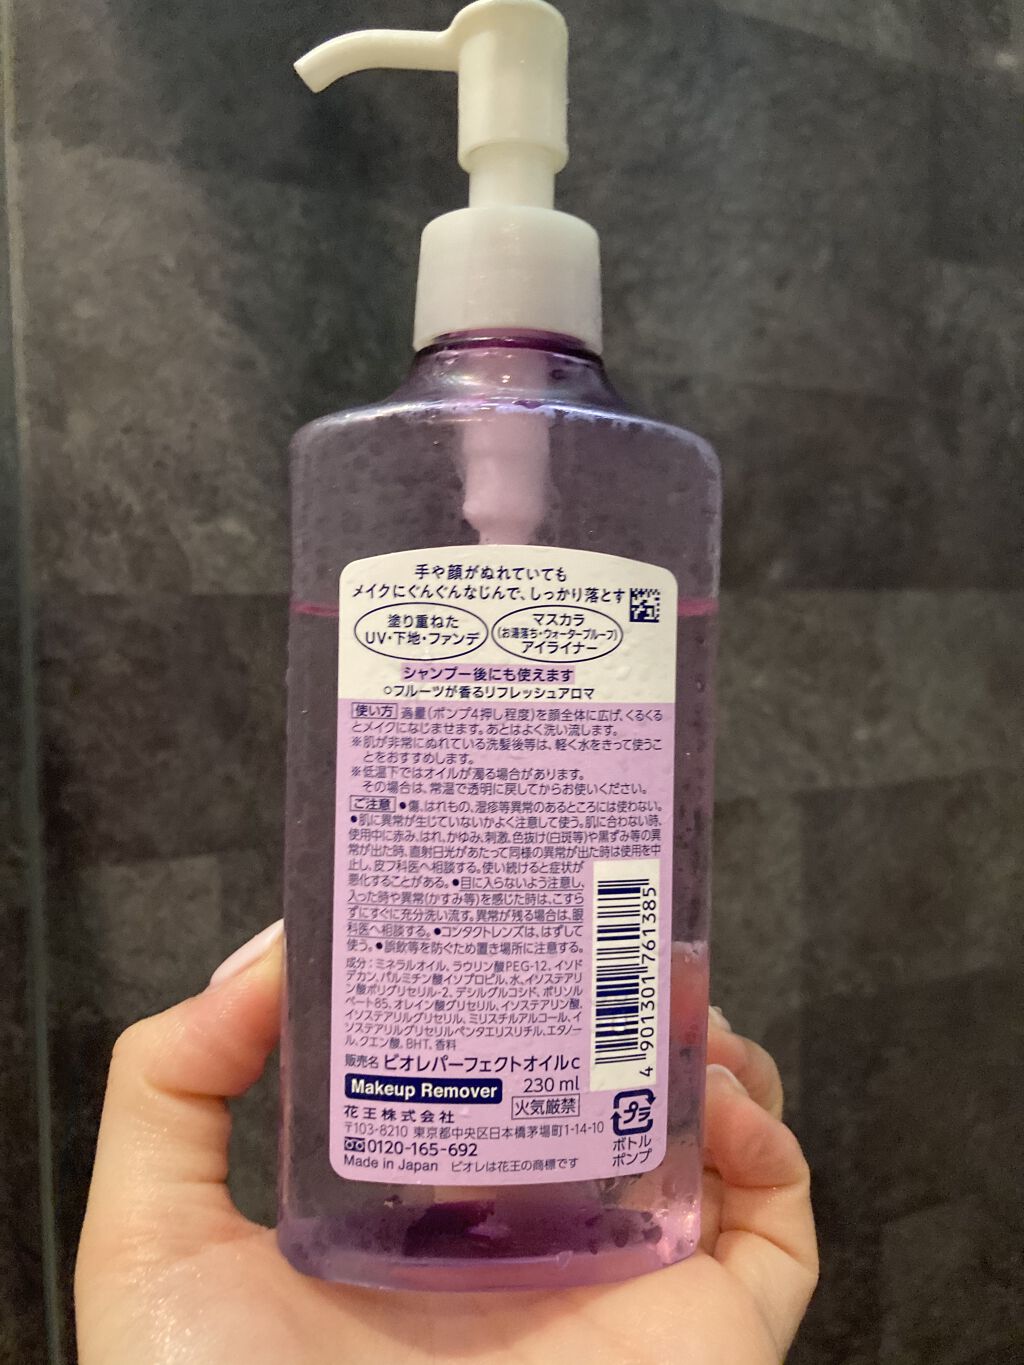 手や顔がぬれていても
メイクにぐんぐんなじんで、しっかり落とす
塗り重ねた
UV・下地・ファンデ
マスカラ
(お湯落ち・ウォータープルーフ)
アイライナー
シャンプー後にも使えます
○フルーツが香るリフレッシュアロマ
使い方 適量(ポンプ4押し程度)を顔全体に広げ、くるくる
とメイクになじませます。あとはよく洗い流します。
※肌が非常にぬれている洗髪後等は、軽く水をきって使うこ
とをおすすめします。
※低温下ではオイルが濁る場合があります。
その場合は、常温で透明に戻してからお使いください。
ご注意 ●傷、はれもの、湿疹等異常のあるところには使わない。
●肌に異常が生じていないかよく注意して使う。肌に合わない時、
使用中に赤み、はれ、かゆみ、刺激、色抜け(白斑等)や黒ずみ等の異
常が出た時、直射日光があたって同様の異常が出た時は使用を中
止し、皮フ科医へ相談する。使い続けると症状が
悪化することがある。●目に入らないよう注意し、
入った時や異常(かすみ等)を感じた時は、こすら
ずにすぐに充分洗い流す。異常が残る場合は、眼
科医へ相談する。●コンタクトレンズは、はずして
使う。●誤飲等を防ぐため置き場所に注意する。
成分：ミネラルオイル、ラウリン酸PEG-12、イソド
デカン、パルミチン酸イソプロピル、水、イソステアリ
ン酸ポリグリセリル-2、デシルグルコシド、ポリソル
ベート85、オレイン酸グリセリル、イソステアリン酸、
イソステアリルグリセリル、ミリスチルアルコール、イ
ソステアリルグリセリルペンタエリスリチル、エタノー
ル、クエン酸、BHT、香料
販売名 ビオレパーフェクトオイルc
Makeup Remover
230 ml
火気厳禁
花王株式会社
〒103-8210 東京都中央区日本橋茅場町1-14-10
0120-165-692
Made in Japan ビオレは花王の商標です
4 901301 761385
プラ
ボトル
ポンプ